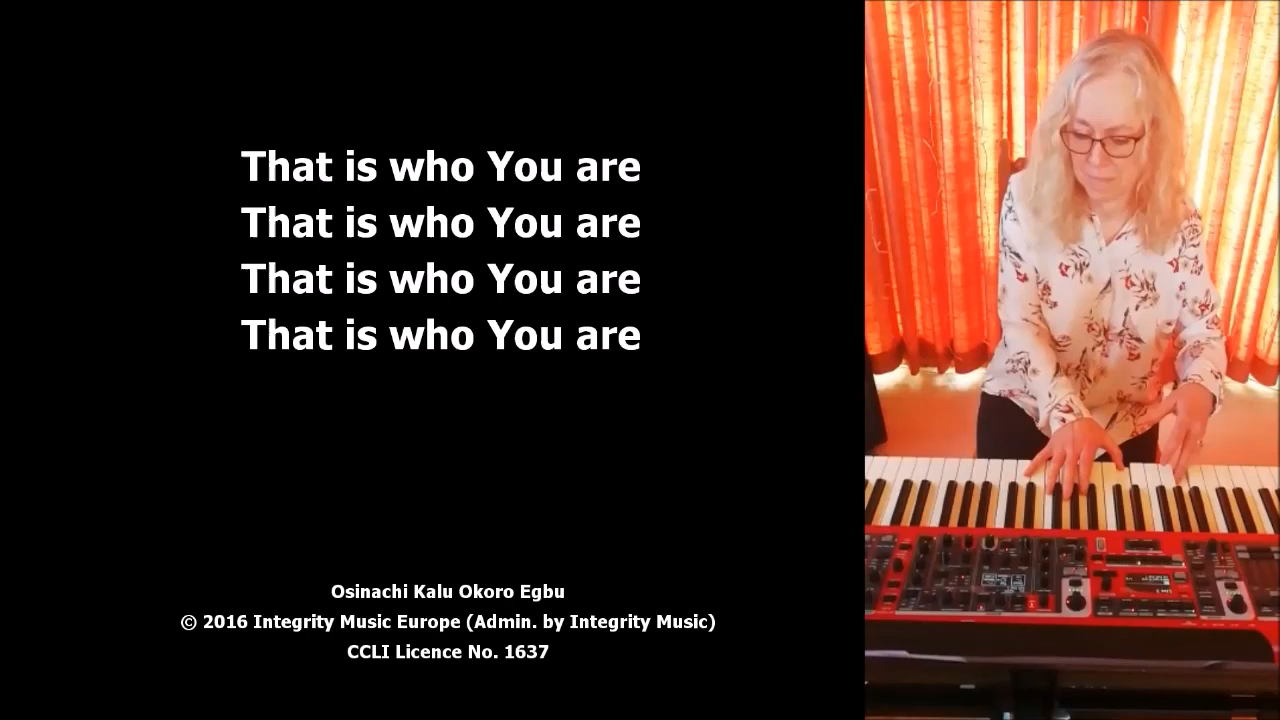 That is who You are
That is who You are
That is who You are
That is who You are
Osinachi Kalu Okoro Egbu
© 2016 Integrity Music Europe (Admin. by Integrity Music)
CCLI Licence No. 1637